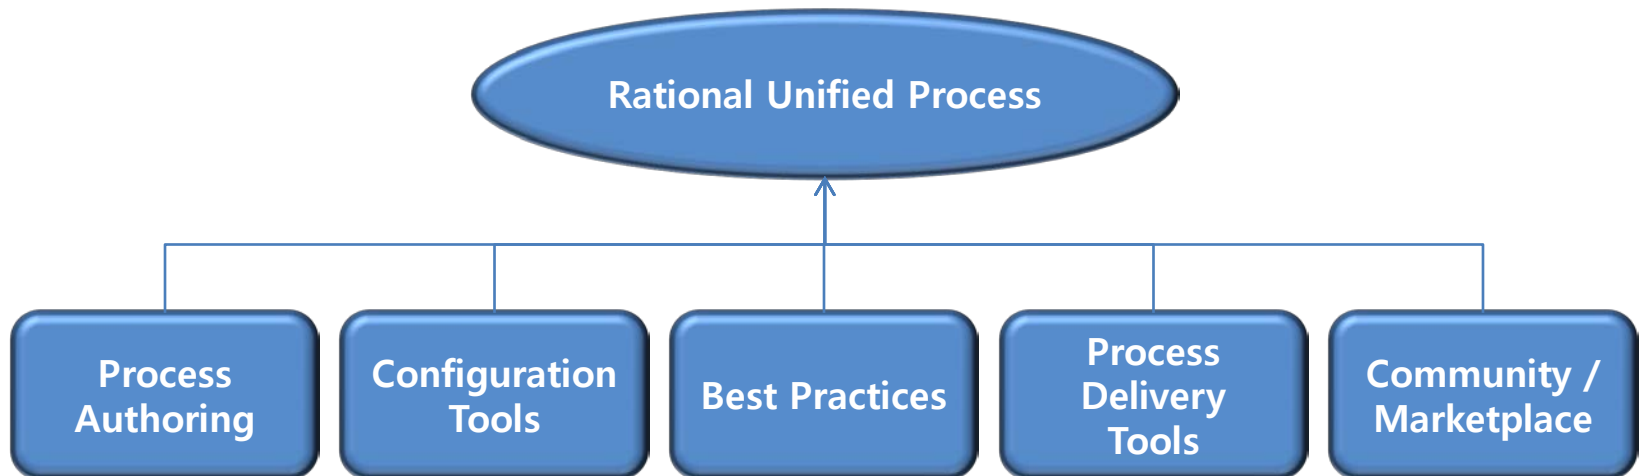 Rational Unified Process
Process
Authoring
Configuration
Tools
Best Practices
Process
Delivery
Tools
Community /
Marketplace